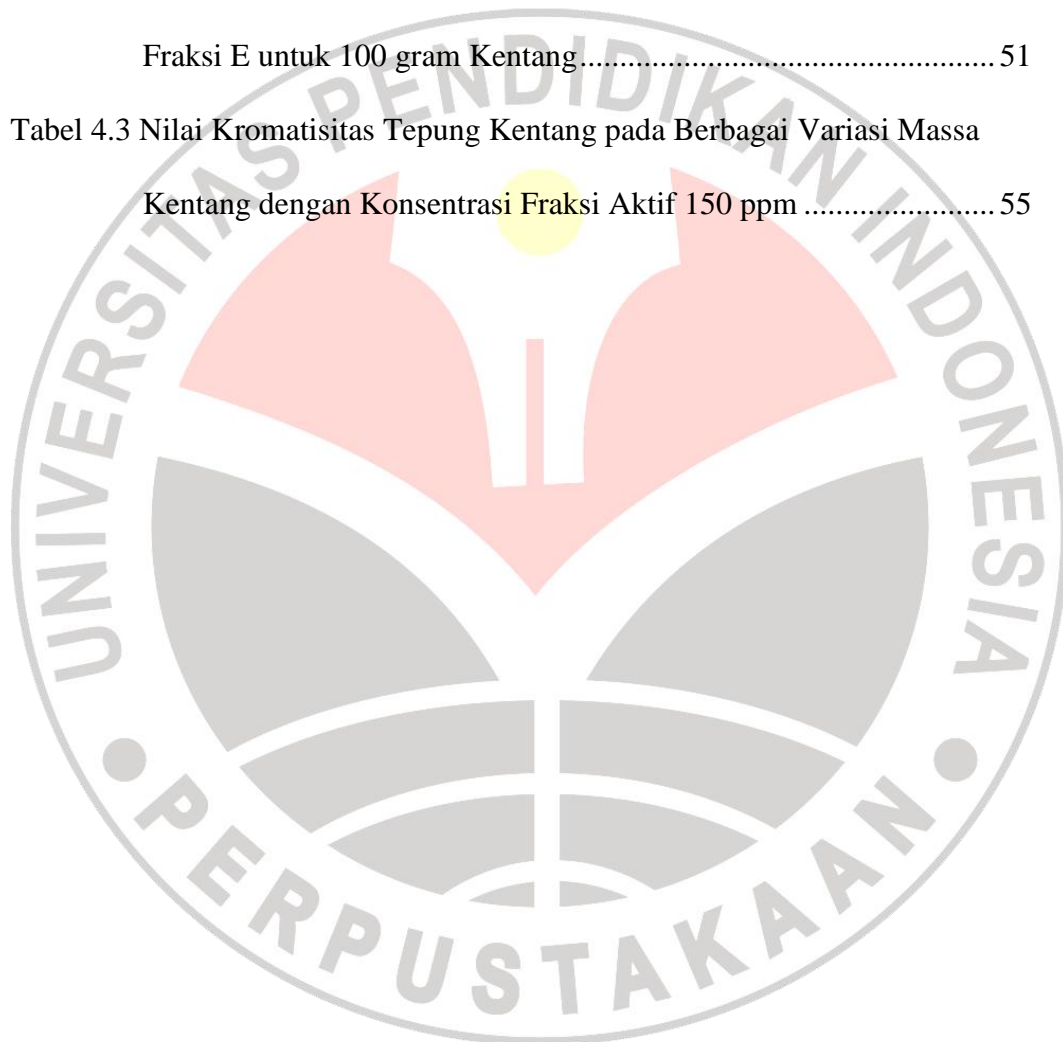 Fraksi E untuk 100 gram Kentang.................................................... 51
Tabel 4.3 Nilai Kromatisitas Tepung Kentang pada Berbagai Variasi Massa
Kentang dengan Konsentrasi Fraksi Aktif 150 ppm ........................ 55
UNIVERSITAS PENDIDIKAN INDONESIA
PERPUSTAKAAN